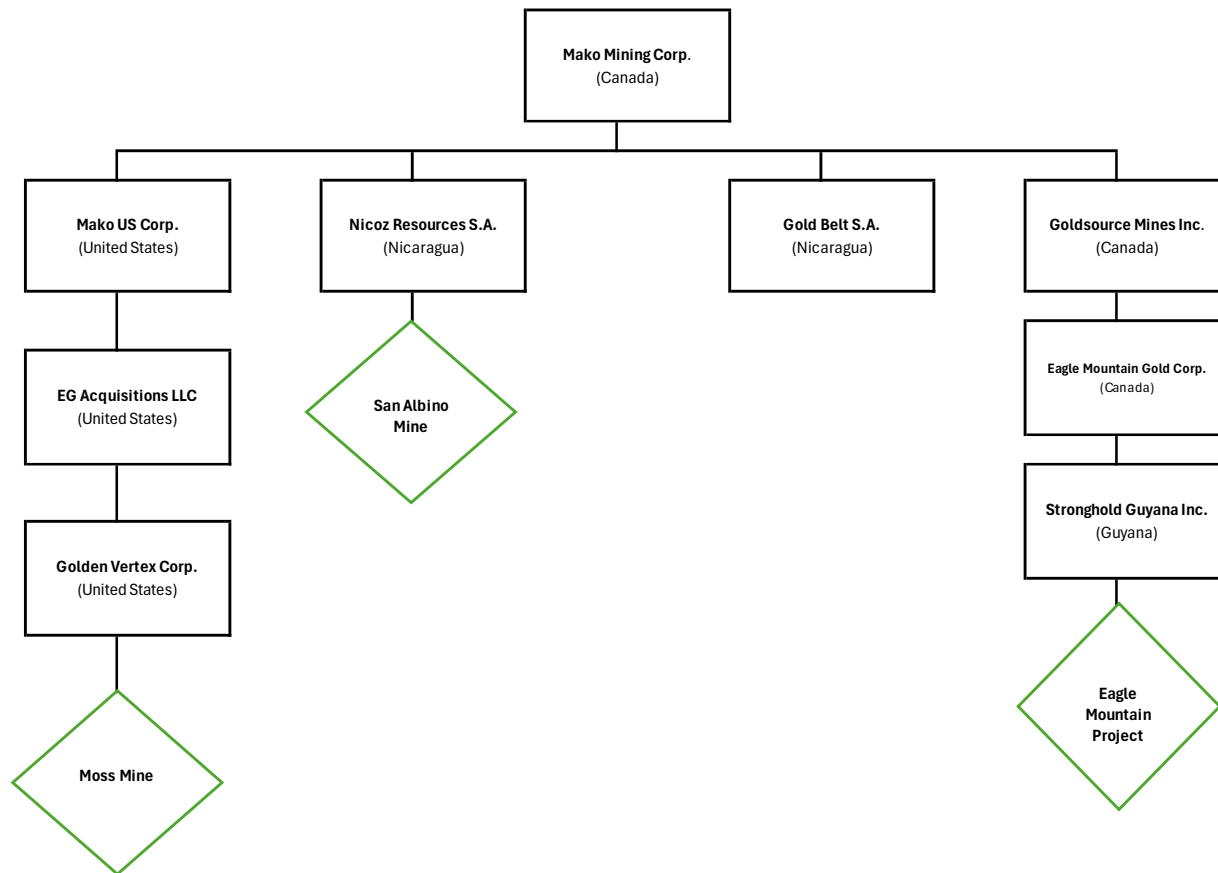 Mako Mining Corp.
(Canada)
Mako US Corp.
(United States)
Nicoz Resources S.A.
(Nicaragua)
Gold Belt S.A.
(Nicaragua)
Goldsource Mines Inc.
(Canada)
EG Acquisitions LLC
(United States)
San Albino
Mine
Eagle Mountain Gold Corp.
(Canada)
Golden Vertex Corp.
(United States)
Stronghold Guyana Inc.
(Guyana)
Moss Mine
Eagle
Mountain
Project